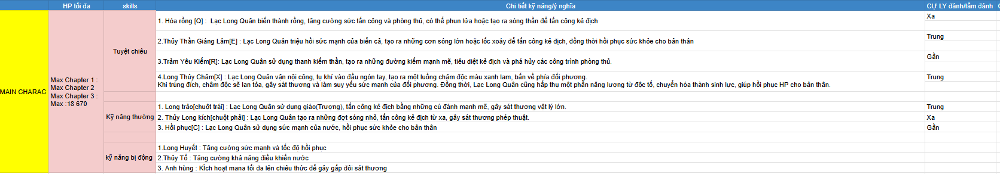 HP tối đa
skills
Chi tiết kỹ năng/ý nghĩa
CỰ LY đánh/tầm đánh
MAIN CHARAC
Max Chapter 1 :
Max Chapter 2
Max Chapter 3 :
Max :18 670
Tuyệt chiêu
1. Hóa rồng [Q] :  Lạc Long Quân biến thành rồng, tăng cường sức tấn công và phòng thủ, có thể phun lửa hoặc tạo ra sóng thần để tấn công kẻ địch
Xa
2.Thủy Thần Giáng Lâm[E] : Lạc Long Quân triệu hồi sức mạnh của biển cả, tạo ra những cơn sóng lớn hoặc lốc xoáy để tấn công kẻ địch, đồng thời hồi phục sức khỏe cho bản thân
Trung
3.Trảm Yêu Kiếm[R]: Lạc Long Quân sử dụng thanh kiếm thần, tạo ra những đường kiếm mạnh mẽ, tiêu diệt kẻ địch và phá hủy các công trình phòng thủ.
Gần
4.Long Thủy Châm[X] : Lạc Long Quân vận nội công, tụ khí vào đầu ngón tay, tạo ra một luồng châm độc màu xanh lam, bắn về phía đối phương.
Khi trúng đích, châm độc sẽ lan tỏa, gây sát thương và làm suy yếu sức mạnh của đối phương. Đồng thời, Lạc Long Quân cũng hấp thụ một phần năng lượng từ độc tố, chuyển hóa thành sinh lực, giúp hồi phục HP cho bản thân.
Trung
Kỹ năng thường
1. Long trảo[chuột trái] : Lạc Long Quân sử dụng giáo(Trượng), tấn công kẻ địch bằng những cú đánh mạnh mẽ, gây sát thương vật lý lớn.
Trung
2. Thủy Long kích[chuột phải] : Lạc Long Quân tạo ra những đợt sóng nhỏ, tấn công kẻ địch từ xa, gây sát thương phép thuật.
Xa
3. Hồi phục[C] : Lạc Long Quân sử dụng sức mạnh của nước, hồi phục sức khỏe cho bản thân
Gần
kỹ năng bị động
1.Long Huyết : Tăng cường sức mạnh và tốc độ hồi phục
2.Thủy Tổ : Tăng cường khả năng điều khiển nước
3. Anh hùng : Kích hoạt mana tối đa lên chiêu thức để gây gấp đôi sát thương